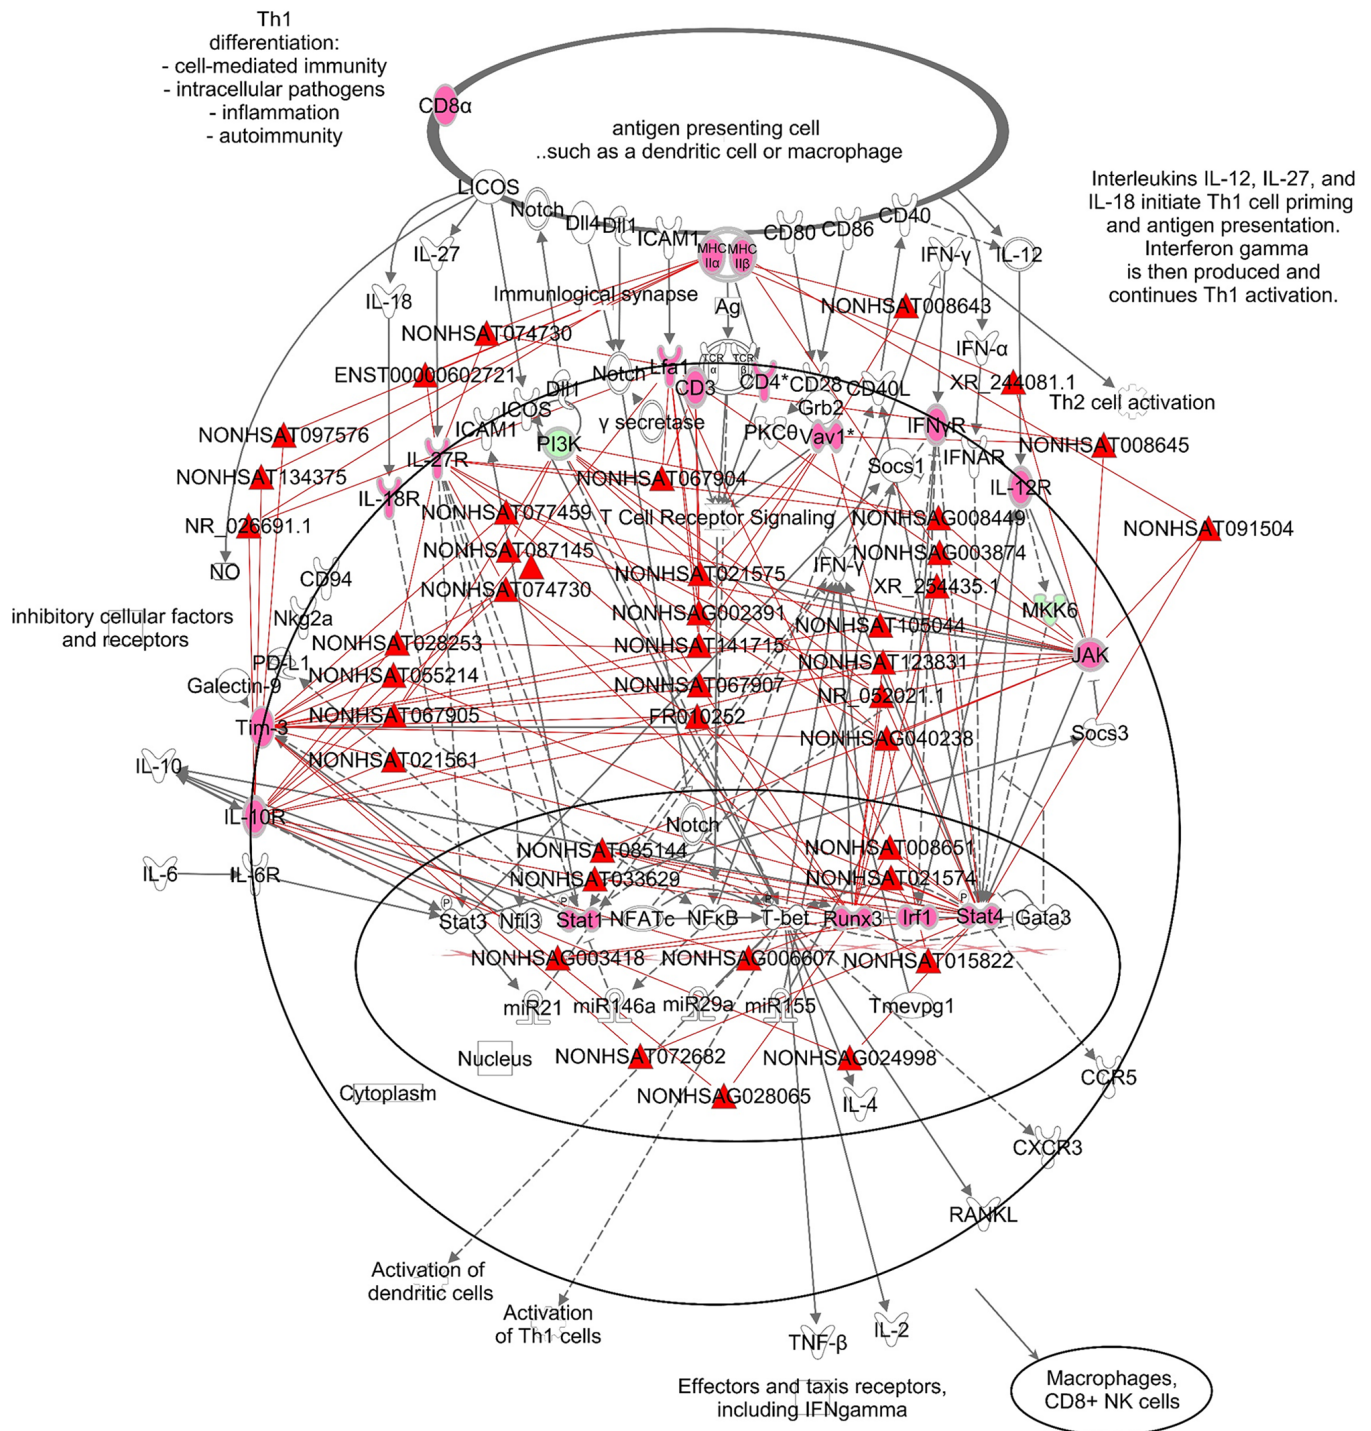 Th1
differentiation:
- cell-mediated immunity
- intracellular pathogens
- inflammation
- autoimmunity
CD8α
antigen presenting cell
..such as a dendritic cell or macrophage
Interleukins IL-12, IL-27, and
IL-18 initiate Th1 cell priming
and antigen presentation.
Interferon gamma
is then produced and
continues Th1 activation.
LICOS
Notch
Dll4
Dll1
ICAM1
MHC
IIα
MHC
IIβ
CD80
CD86
CD40
IL-27
IFN-γ
IL-12
IL-18
Immunlogical synapse
Ag
NONHSAT008643
NONHSAT074730
IFN-α
ENST00000602721
Notch
Lfa1
TCR
α
TCR
β
CD3
CD4*
CD28
CD40L
XR_244081.1
Th2 cell activation
Dll1
ICOS
ICAM1
γ secretase
Grb2
PKCθ
Vav1*
IFNγR
IFNAR
NONHSAT097576
PI3K
NONHSAT008645
IL-27R
Socs1
NONHSAT134375
NONHSAT067904
IL-12R
IL-18R
NR_026691.1
NONHSAT077459
T Cell Receptor Signaling
NONHSAG008449
NONHSAT091504
NONHSAT087145
NONHSAG003874
IFN-γ
NO
CD94
NONHSAT074730
NONHSAT021575
XR_254435.1
inhibitory cellular factors
and receptors
Nkg2a
NONHSAG002391
MKK6
NONHSAT105044
NONHSAT028253
NONHSAT141715
JAK
PD-L1
NONHSAT123831
Galectin-9
NONHSAT055214
NONHSAT067907
NR_052021.1
Tim-3
NONHSAT067905
FR010252
NONHSAG040238
Socs3
IL-10
NONHSAT021561
IL-10R
Notch
NONHSAT085144
NONHSAT008651
IL-6
IL-6R
NONHSAT033629
NONHSAT021574
P
P
P
P
Stat3
Nfil3
Stat1
NFATc
NFκB
T-bet
Runx3
Irf1
Stat4
Gata3
NONHSAG003418
NONHSAG006607
NONHSAT015822
miR21
miR146a
miR29a
miR155
Tmevpg1
Nucleus
NONHSAT072682
NONHSAG024998
CCR5
Cytoplasm
NONHSAG028065
IL-4
CXCR3
RANKL
Activation of
dendritic cells
Activation
of Th1 cells
TNF-β
IL-2
Effectors and taxis receptors,
including IFNgamma
Macrophages,
CD8+ NK cells